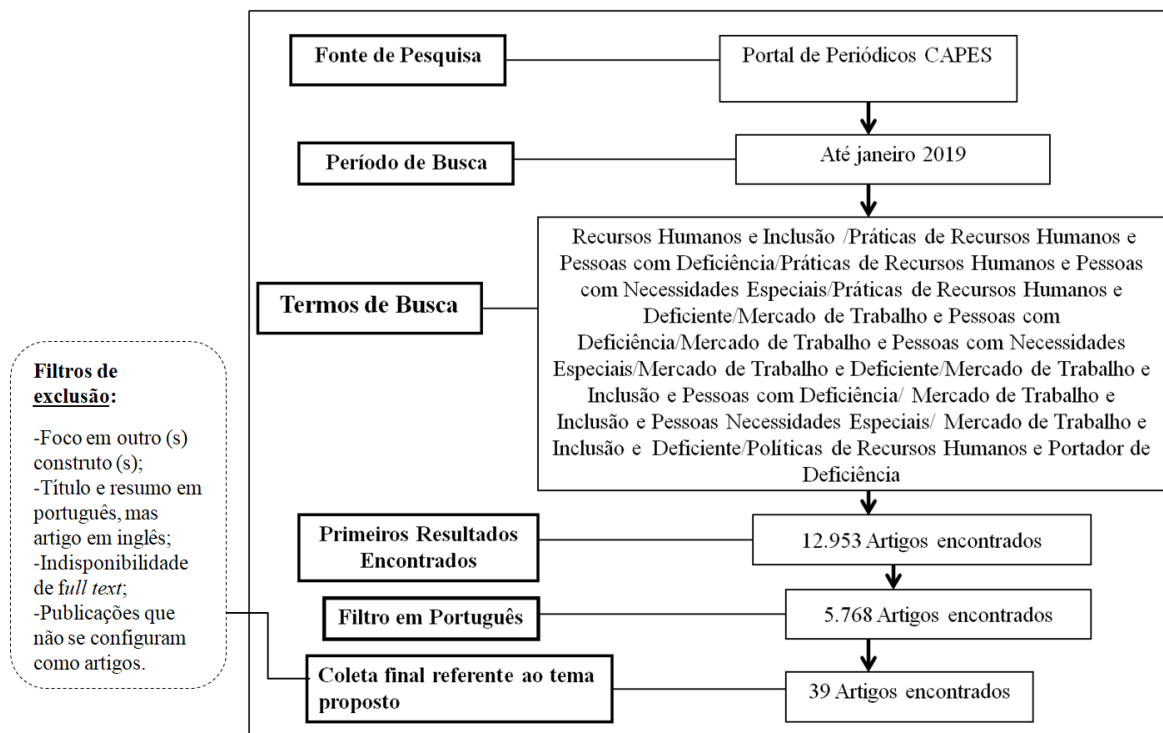 Fonte de Pesquisa
Portal de Periódicos CAPES
Período de Busca
Até janeiro 2019
Termos de Busca
Recursos Humanos e Inclusão /Práticas de Recursos Humanos e
Pessoas com Deficiência/Práticas de Recursos Humanos e Pessoas
com Necessidades Especiais/Práticas de Recursos Humanos e
Deficiente/Mercado de Trabalho e Pessoas com
Deficiência/Mercado de Trabalho e Pessoas com Necessidades
Especiais/Mercado de Trabalho e Deficiente/Mercado de Trabalho e
Inclusão e Pessoas com Deficiência/ Mercado de Trabalho e
Inclusão e Pessoas Necessidades Especiais/ Mercado de Trabalho e
Inclusão e Deficiente/Políticas de Recursos Humanos e Portador de
Deficiência
Primeiros Resultados
Encontrados
12.953 Artigos encontrados
Filtro em Português
5.768 Artigos encontrados
Coleta final referente ao tema
proposto
39 Artigos encontrados
Filtros de
exclusão:
-Foco em outro (s)
construto (s);
-Título e resumo em
português, mas
artigo em inglês;
-Indisponibilidade
de full text;
-Publicações que
não se configuram
como artigos.